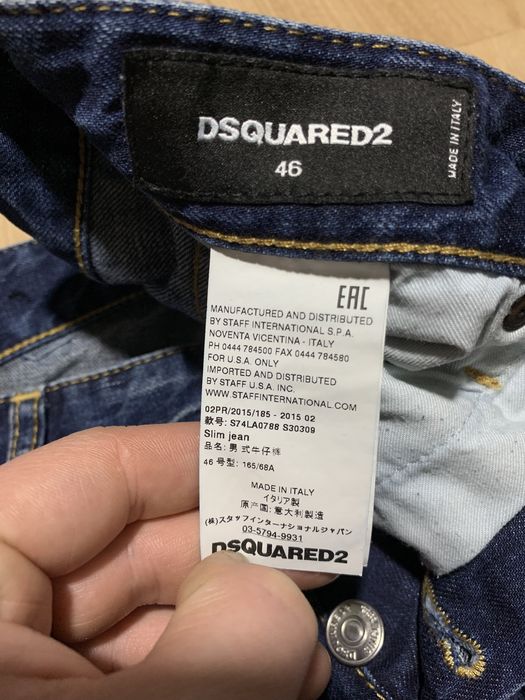 DSQUARED2
46
MADE IN ITALY
EAC
MANUFACTURED AND DISTRIBUTED
BY STAFF INTERNATIONAL S.P.A.
NOVENTA VICENTINA - ITALY
PH 0444 784500 FAX 0444 784580
FOR U.S.A. ONLY
IMPORTED AND DISTRIBUTED
BY STAFF U.S.A. INC.
WWW.STAFFINTERNATIONAL.COM
02PR/2015/185 - 2015 02
款号: S74LA0788 S30309
Slim jean
品名: 男式牛仔裤
46 号型: 165/68A
MADE IN ITALY
イタリア製
原产国: 意大利製造
(株)スタッフインターナショナルジャパン
03-5794-9931
DSQUARED2